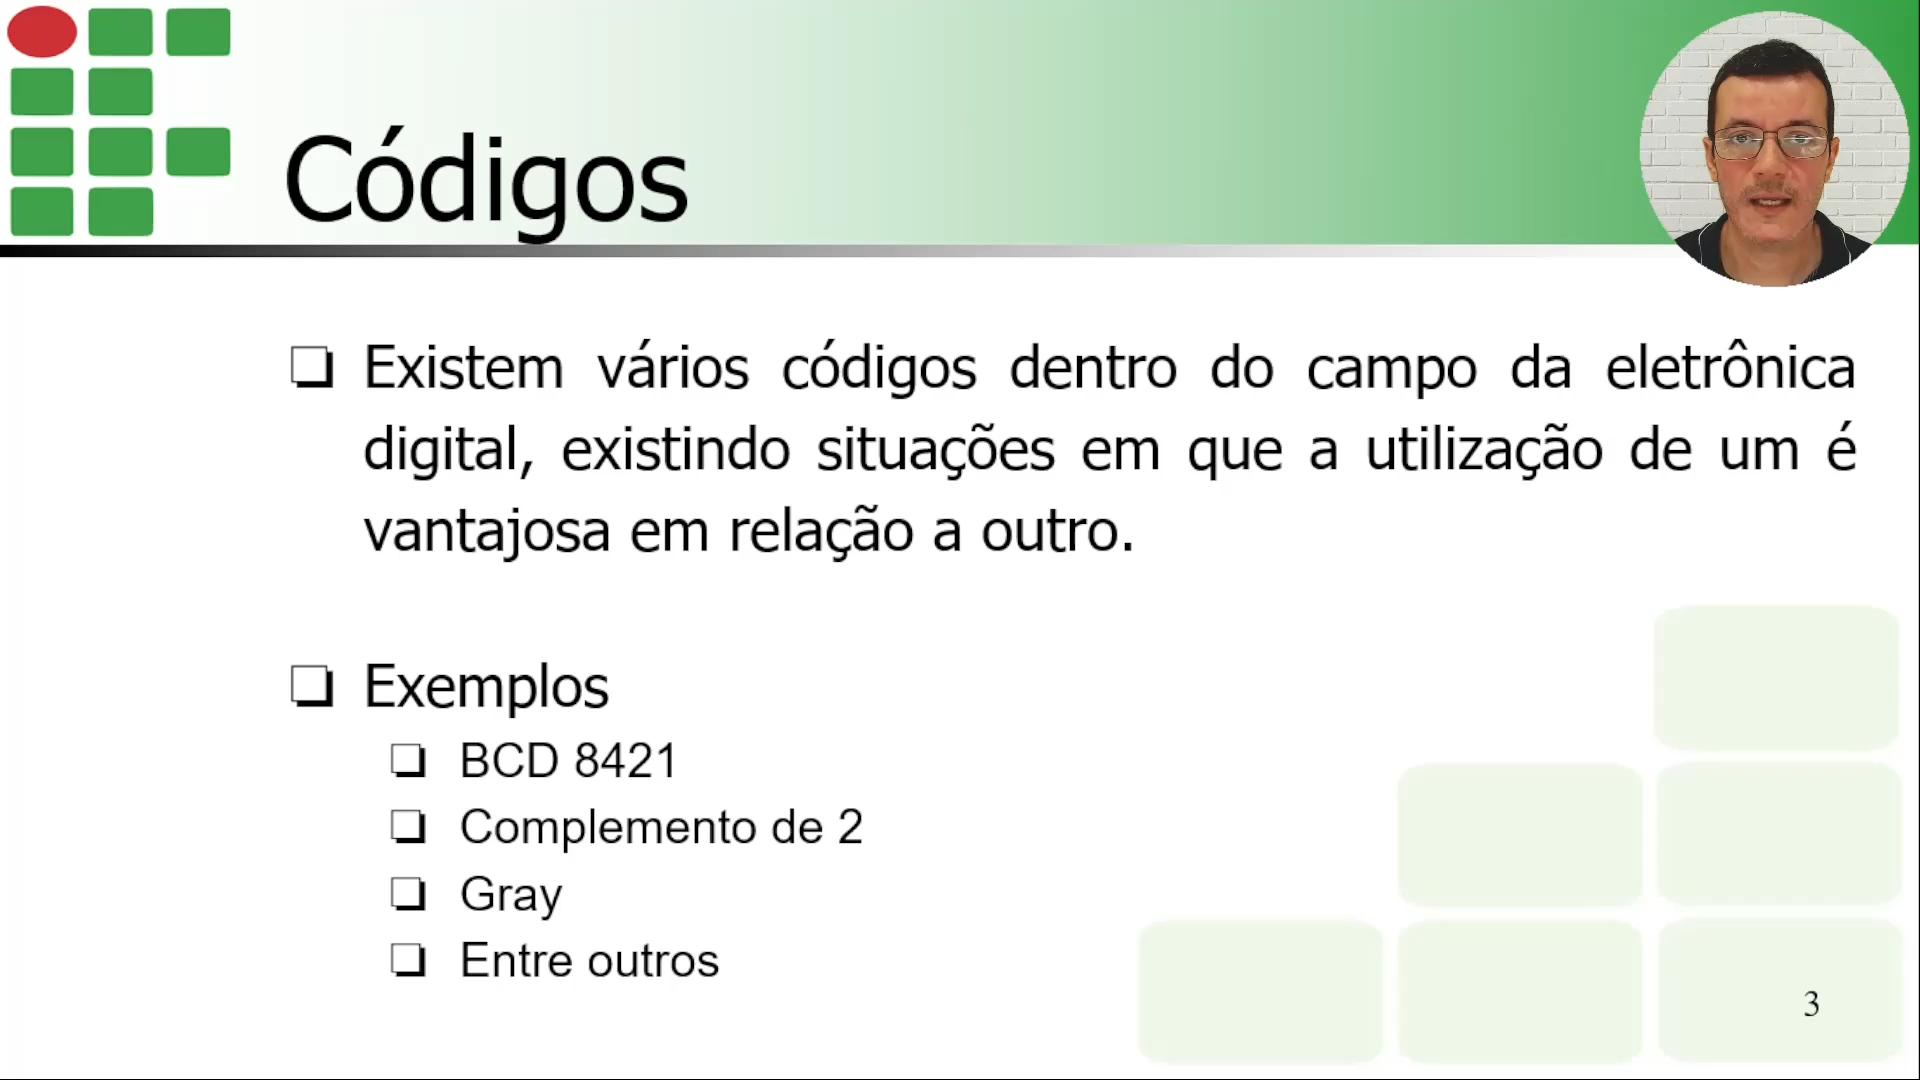 Códigos
Existem vários códigos dentro do campo da eletrônica
digital, existindo situações em que a utilização de um é
vantajosa em relação a outro.
Exemplos
BCD 8421
Complemento de 2
Gray
Entre outros
3